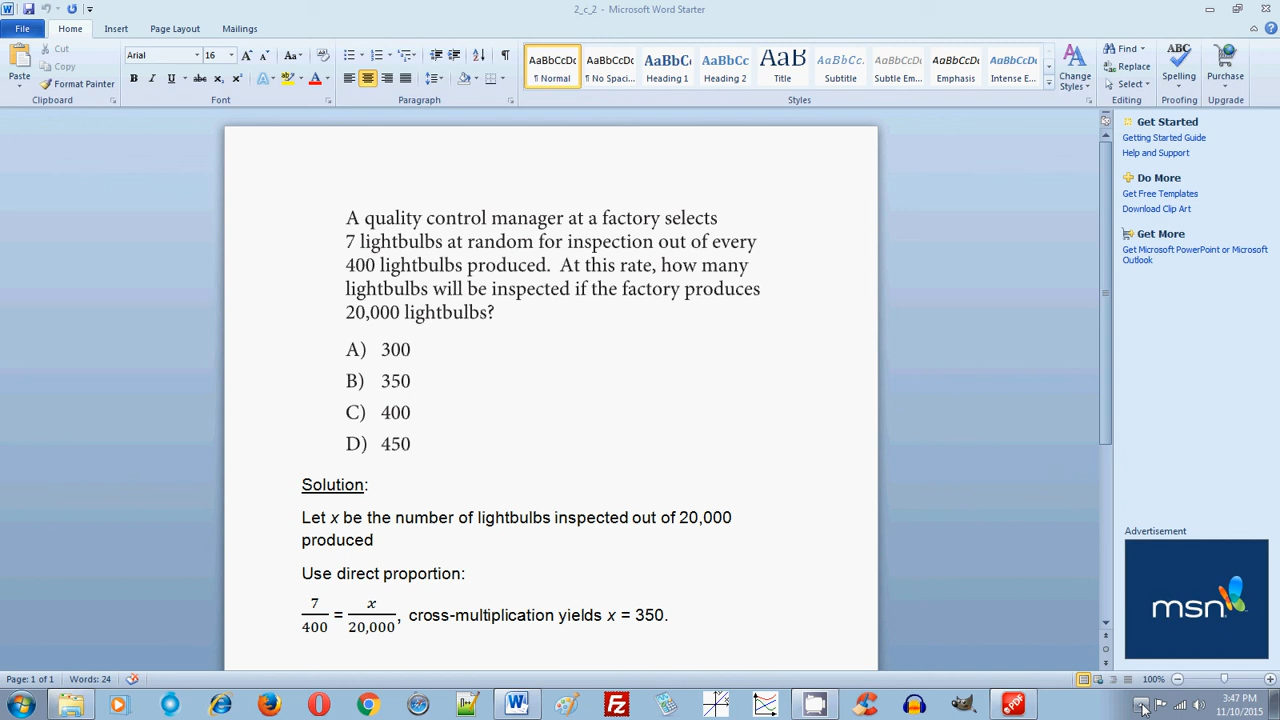 2_c_2 - Microsoft Word Starter
File Home Insert Page Layout Mailings
Paste
Cut
Copy
Format Painter
Clipboard
Arial 16
Font
Paragraph
AaBbCcDc AaBbCcDc AaBbC AaBbCc AaB AaBbCc. AaBbCcDc AaBbCcDc AaBbCcDc
¶ Normal ¶ No Spaci... Heading 1 Heading 2 Title Subtitle Subtle Em... Emphasis Intense E...
Styles
Change Styles
Find
Replace
Select
Editing
Spelling
Proofing
Purchase
Upgrade
A quality control manager at a factory selects
7 lightbulbs at random for inspection out of every
400 lightbulbs produced. At this rate, how many
lightbulbs will be inspected if the factory produces
20,000 lightbulbs?
A) 300
B) 350
C) 400
D) 450
Solution:
Let x be the number of lightbulbs inspected out of 20,000
produced
Use direct proportion:
7/400 = x/20,000, cross-multiplication yields x = 350.
Get Started
Getting Started Guide
Help and Support
Do More
Get Free Templates
Download Clip Art
Get More
Get Microsoft PowerPoint or Microsoft
Outlook
Advertisement
msn
Page: 1 of 1 Words: 24
100%
3:47 PM
11/10/2015